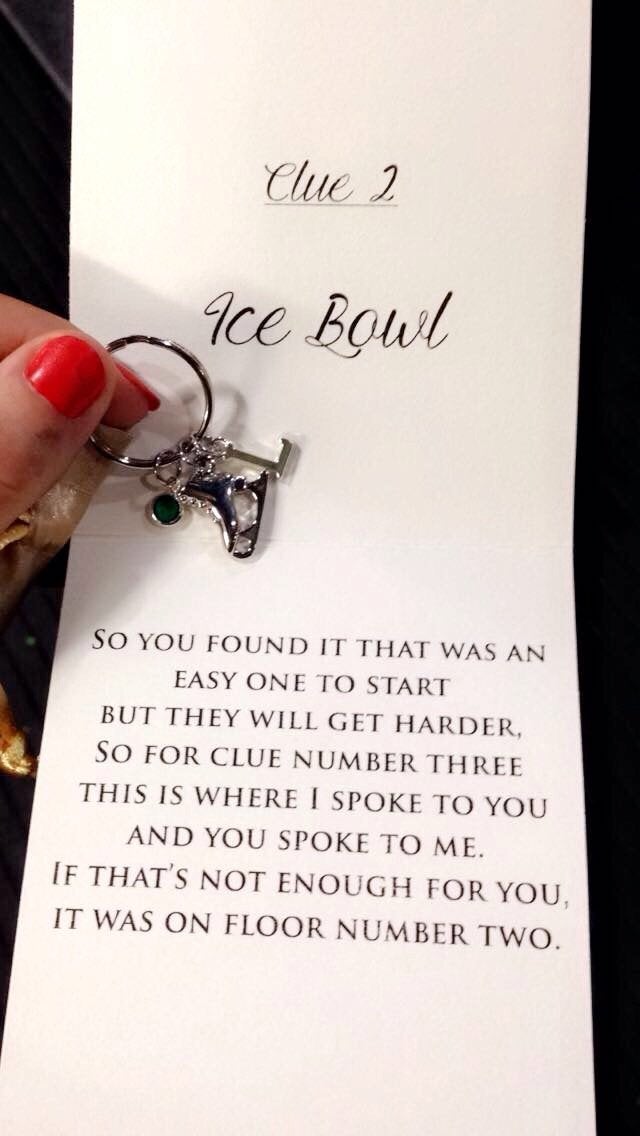 Clue 2
Ice Bowl
SO YOU FOUND IT THAT WAS AN
EASY ONE TO START
BUT THEY WILL GET HARDER,
SO FOR CLUE NUMBER THREE
THIS IS WHERE I SPOKE TO YOU
AND YOU SPOKE TO ME.
IF THAT'S NOT ENOUGH FOR YOU,
IT WAS ON FLOOR NUMBER TWO.